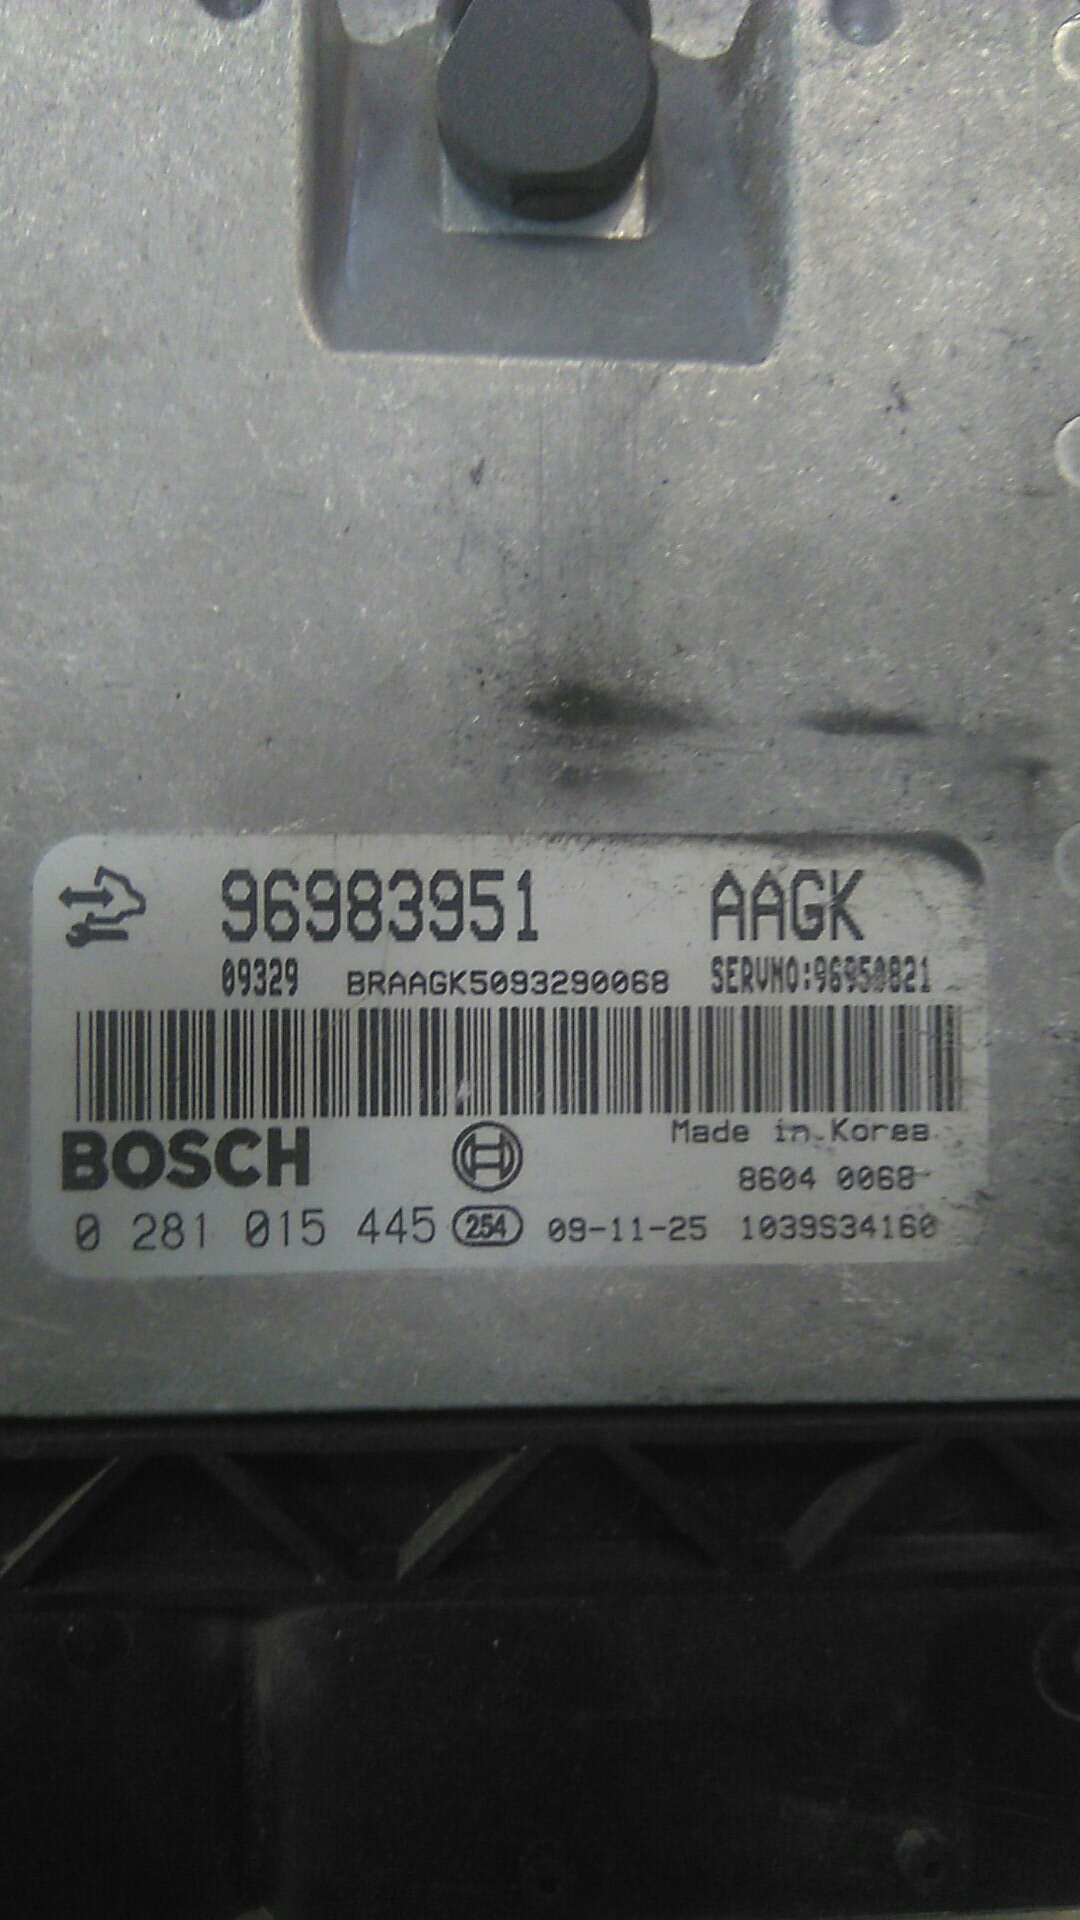 96983951 AAGK
09329 BRAAGK5093290068 SERVNO:96950821
BOSCH Made in Korea
8604 0068
0 281 015 445 254 09-11-25 1039S34160